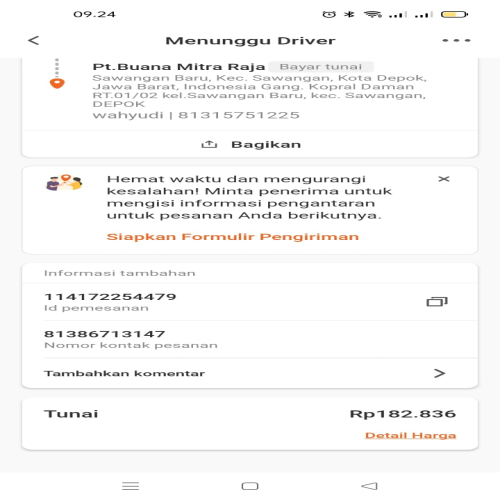 09.24
Menunggu Driver
Pt.Buana Mitra Raja Bayar tunai
Sawangan Baru, Kec. Sawangan, Kota Depok,
Jawa Barat, Indonesia Gang. Kopral Daman
RT.01/02 kel.Sawangan Baru, kec. Sawangan,
DEPOK
wahyudi | 81315751225
Bagikan
Hemat waktu dan mengurangi
kesalahan! Minta penerima untuk
mengisi informasi pengantaran
untuk pesanan Anda berikutnya.
Siapkan Formulir Pengiriman
Informasi tambahan
114172254479
Id pemesanan
81386713147
Nomor kontak pesanan
Tambahkan komentar
Tunai Rp182.836
Detail Harga